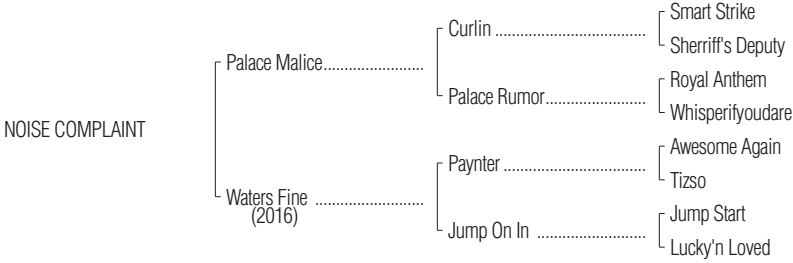 Smart Strike
Curlin ......................................
Sherriff's Deputy
Palace Malice.........................
Royal Anthem
Palace Rumor.........................
Whisperifyoudare
NOISE COMPLAINT
Awesome Again
Paynter ....................................
Tizso
Waters Fine ...........................
(2016)
Jump Start
Jump On In ...........................
Lucky'n Loved